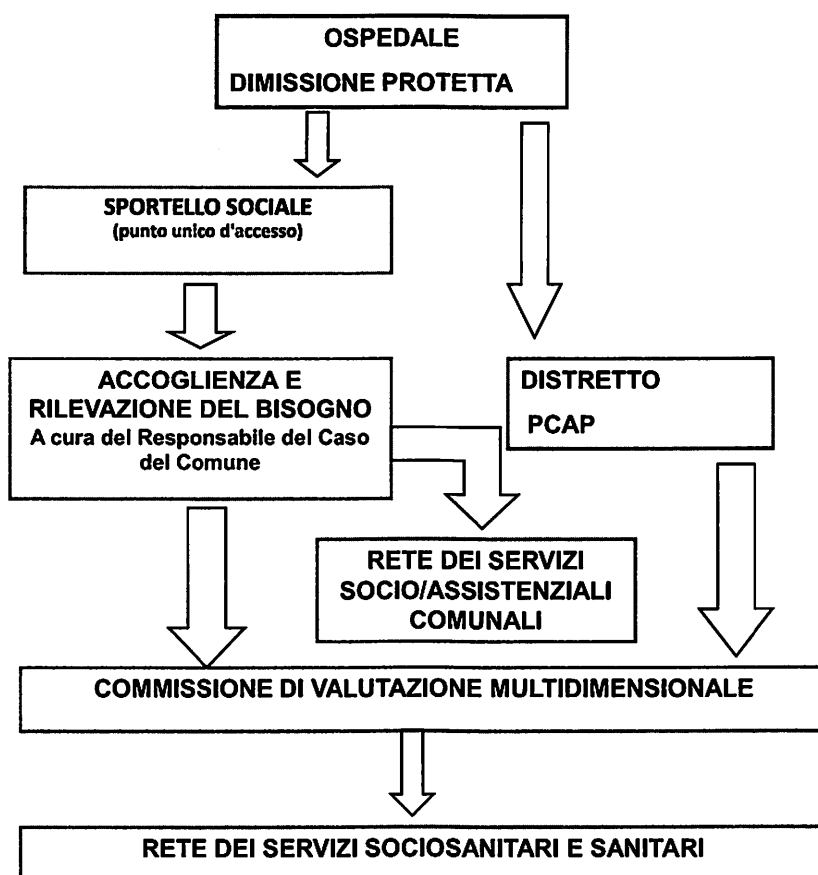 OSPEDALE
DIMISSIONE PROTETTA
SPORTELLO SOCIALE
(punto unico d'accesso)
ACCOGLIENZA E
RILEVAZIONE DEL BISOGNO
A cura del Responsabile del Caso
del Comune
DISTRETTO
PCAP
RETE DEI SERVIZI
SOCIO/ASSISTENZIALI
COMUNALI
COMMISSIONE DI VALUTAZIONE MULTIDIMENSIONALE
RETE DEI SERVIZI SOCIOSANITARI E SANITARI